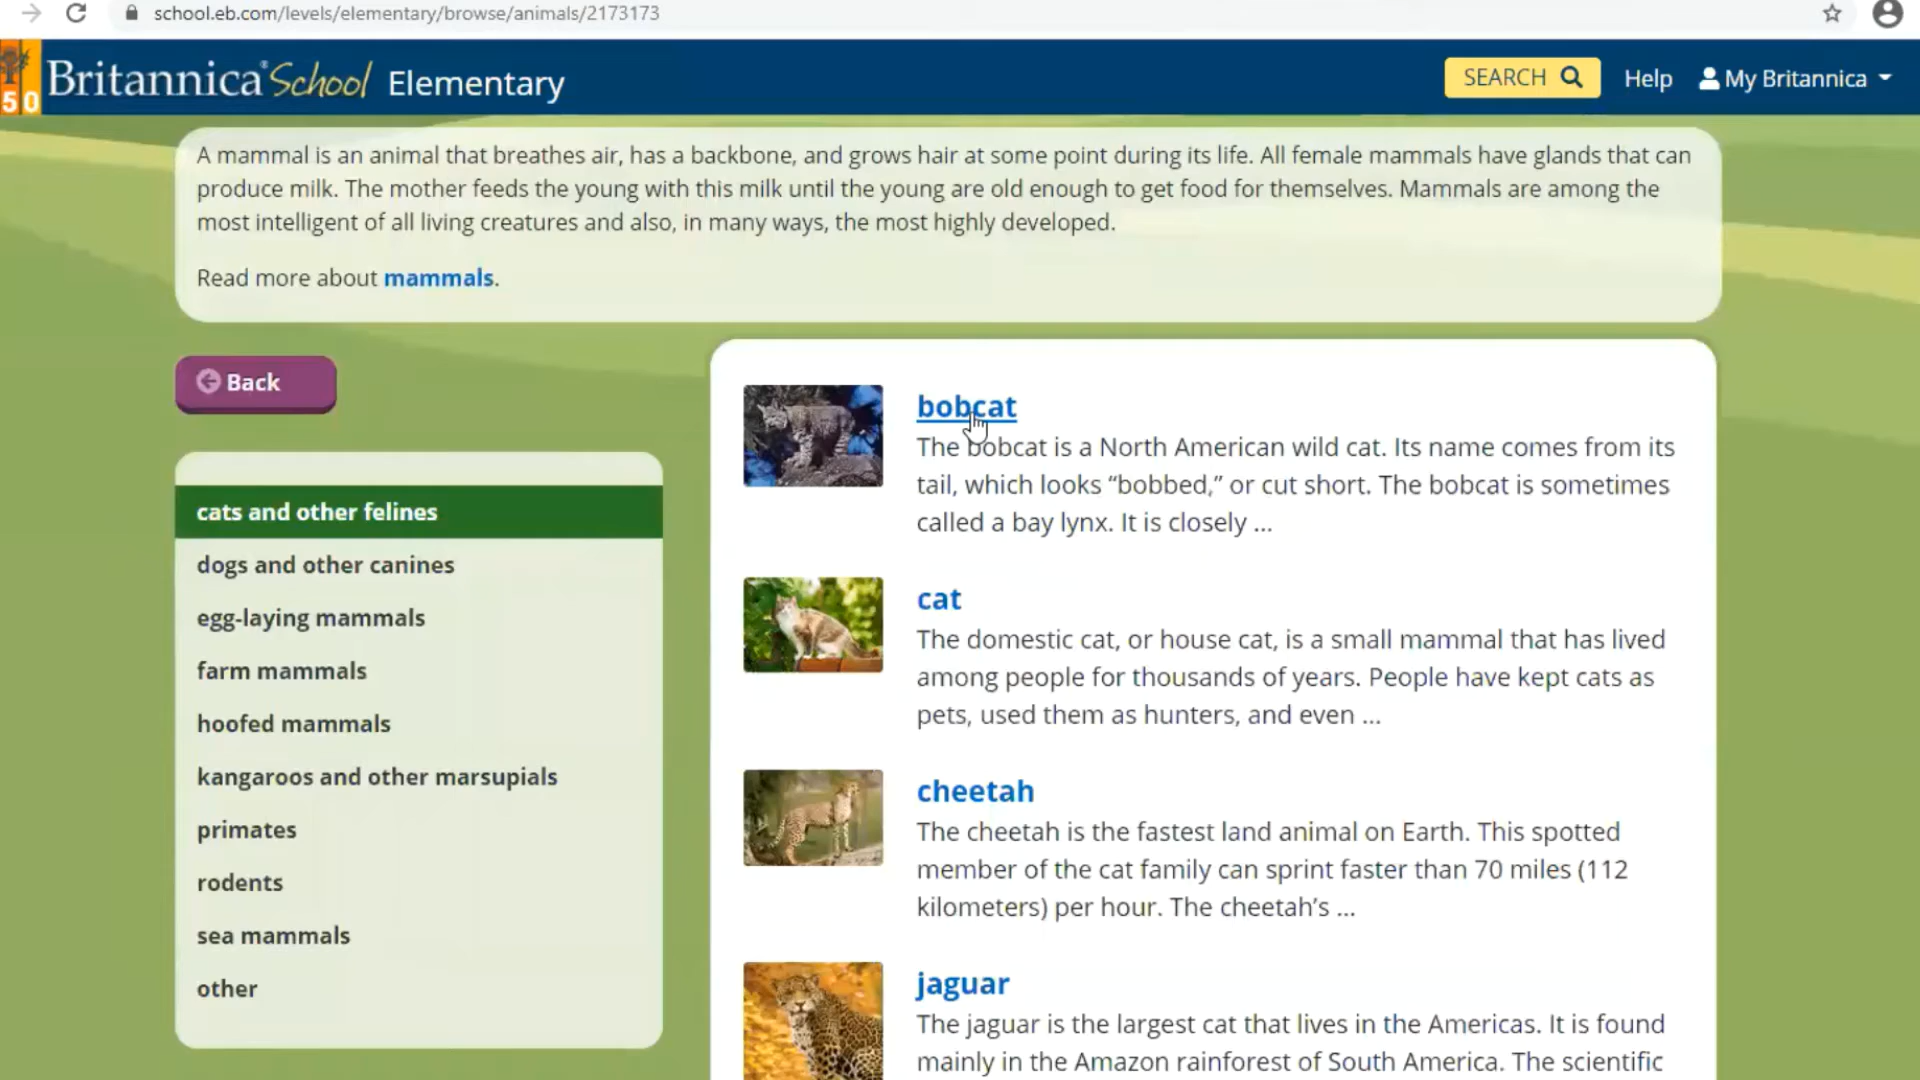 school.eb.com/levels/elementary/browse/animals/2173173
50
Britannica School Elementary
SEARCH
Help
My Britannica
A mammal is an animal that breathes air, has a backbone, and grows hair at some point during its life. All female mammals have glands that can
produce milk. The mother feeds the young with this milk until the young are old enough to get food for themselves. Mammals are among the
most intelligent of all living creatures and also, in many ways, the most highly developed.
Read more about mammals.
Back
cats and other felines
dogs and other canines
egg-laying mammals
farm mammals
hoofed mammals
kangaroos and other marsupials
primates
rodents
sea mammals
other
bobcat
The bobcat is a North American wild cat. Its name comes from its
tail, which looks “bobbed,” or cut short. The bobcat is sometimes
called a bay lynx. It is closely ...
cat
The domestic cat, or house cat, is a small mammal that has lived
among people for thousands of years. People have kept cats as
pets, used them as hunters, and even ...
cheetah
The cheetah is the fastest land animal on Earth. This spotted
member of the cat family can sprint faster than 70 miles (112
kilometers) per hour. The cheetah’s ...
jaguar
The jaguar is the largest cat that lives in the Americas. It is found
mainly in the Amazon rainforest of South America. The scientific